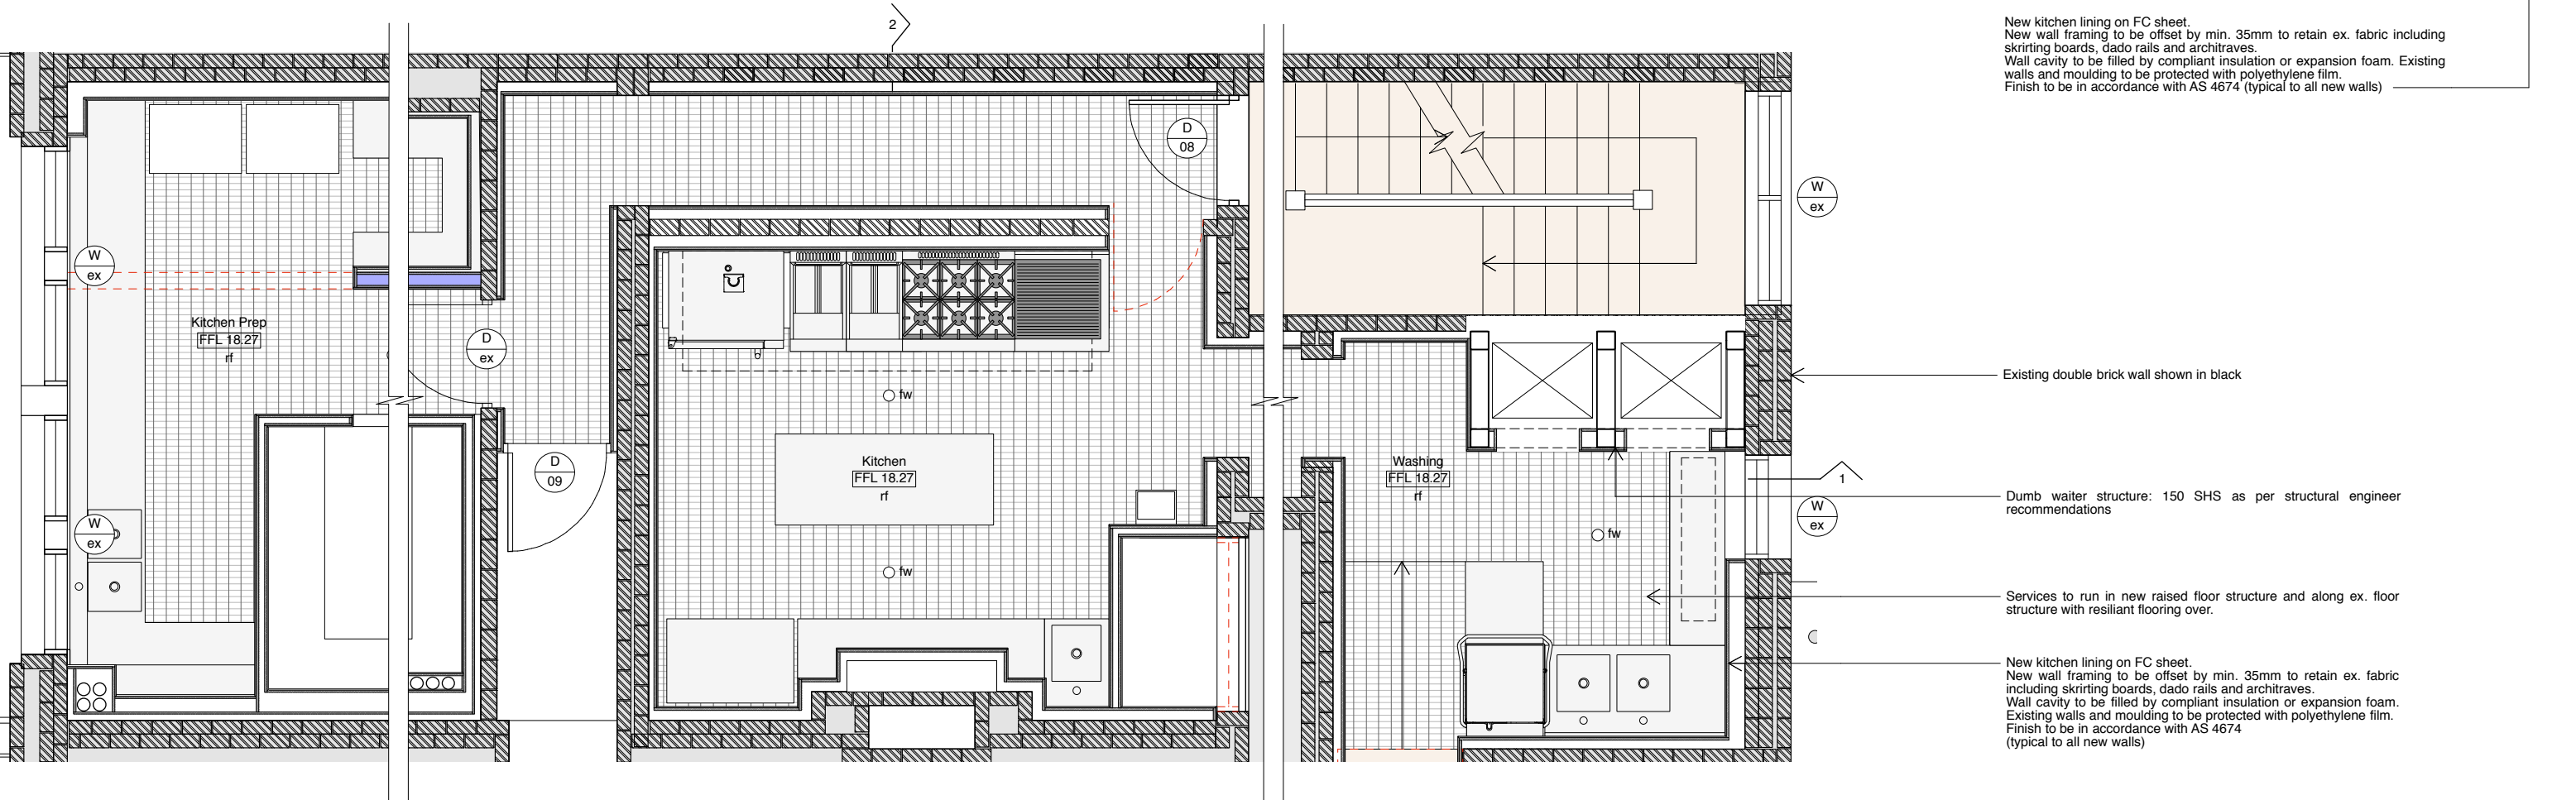 2
New kitchen lining on FC sheet.
New wall framing to be offset by min. 35mm to retain ex. fabric including
skrirting boards, dado rails and architraves.
Wall cavity to be filled by compliant insulation or expansion foam. Existing
walls and moulding to be protected with polyethylene film.
Finish to be in accordance with AS 4674 (typical to all new walls)
D
08
W
ex
W
ex
Kitchen Prep
FFL 18.27
rf
D
ex
Existing double brick wall shown in black
fw
D
09
Kitchen
FFL 18.27
rf
Washing
FFL 18.27
rf
1
Dumb waiter structure: 150 SHS as per structural engineer
recommendations
W
ex
W
ex
fw
fw
Services to run in new raised floor structure and along ex. floor
structure with resiliant flooring over.
New kitchen lining on FC sheet.
New wall framing to be offset by min. 35mm to retain ex. fabric
including skrirting boards, dado rails and architraves.
Wall cavity to be filled by compliant insulation or expansion foam.
Existing walls and moulding to be protected with polyethylene film.
Finish to be in accordance with AS 4674
(typical to all new walls)